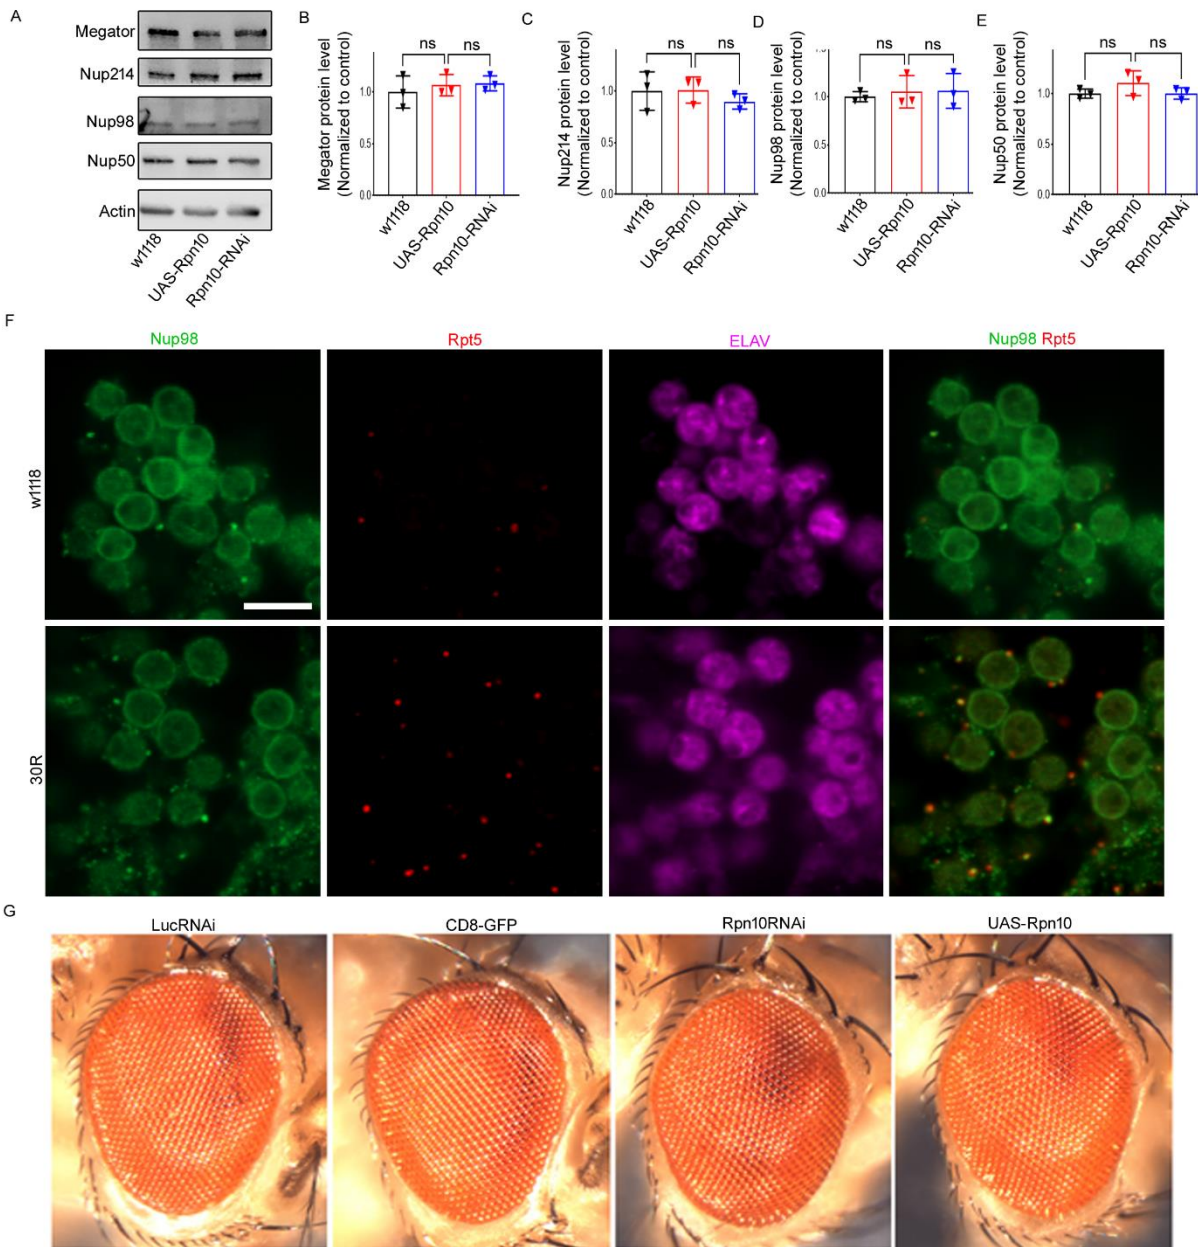 A
Megator
Nup214
Nup98
Nup50
Actin
w1118
UAS-Rpn10
Rpn10-RNAi
B
Megator protein level
(Normalized to control)
1.0
0.5
0.0
ns
ns
w1118
UAS-Rpn10
Rpn10-RNAi
C
Nup214 protein level
(Normalized to control)
1.0
0.5
0.0
ns
ns
w1118
UAS-Rpn10
Rpn10-RNAi
D
Nup98 protein level
(Normalized to control)
1.0
0.5
0.0
ns
ns
w1118
UAS-Rpn10
Rpn10-RNAi
E
Nup50 protein level
(Normalized to control)
1.0
0.5
0.0
ns
ns
w1118
UAS-Rpn10
Rpn10-RNAi
F
Nup98
Rpt5
ELAV
Nup98 Rpt5
w1118
30R
G
LucRNAi
CD8-GFP
Rpn10RNAi
UAS-Rpn10